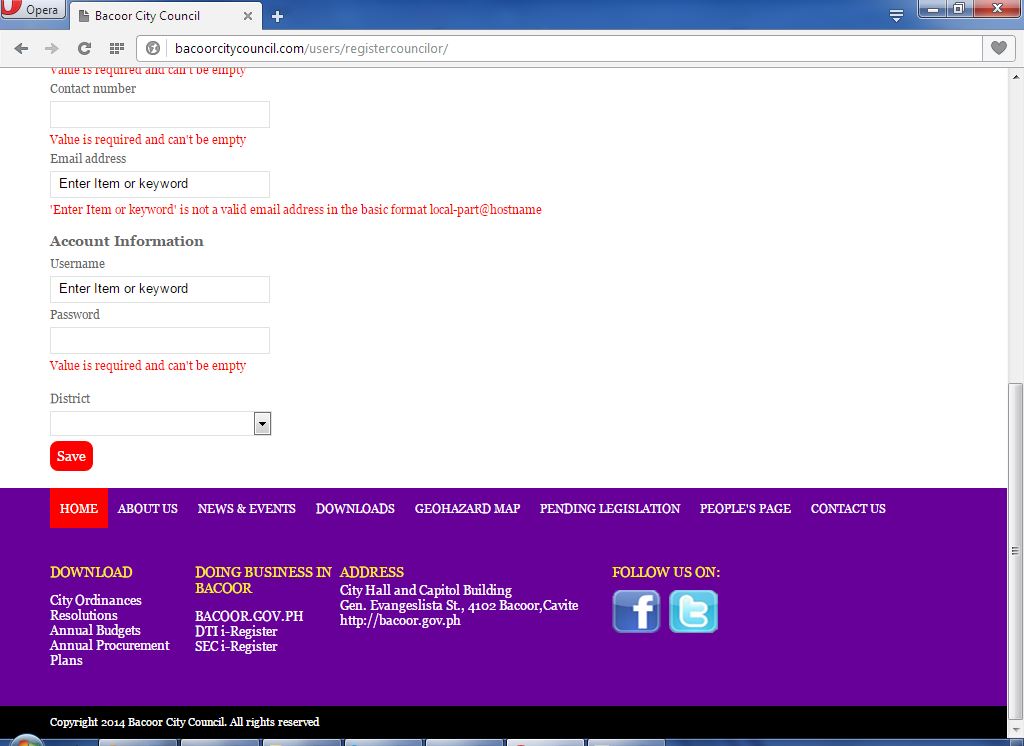 Opera
Bacoor City Council
bacoorcitycouncil.com/users/registercouncilor/
Value is required and can't be empty
Contact number
Value is required and can't be empty
Email address
Enter Item or keyword
'Enter Item or keyword' is not a valid email address in the basic format local-part@hostname
Account Information
Username
Enter Item or keyword
Password
Value is required and can't be empty
District
Save
HOME ABOUT US NEWS & EVENTS DOWNLOADS GEOHAZARD MAP PENDING LEGISLATION PEOPLE'S PAGE CONTACT US
DOWNLOAD
City Ordinances
Resolutions
Annual Budgets
Annual Procurement
Plans
DOING BUSINESS IN
BACOOR
BACOOR.GOV.PH
DTI i-Register
SEC i-Register
ADDRESS
City Hall and Capitol Building
Gen. Evangeslista St., 4102 Bacoor,Cavite
http://bacoor.gov.ph
FOLLOW US ON:
Copyright 2014 Bacoor City Council. All rights reserved